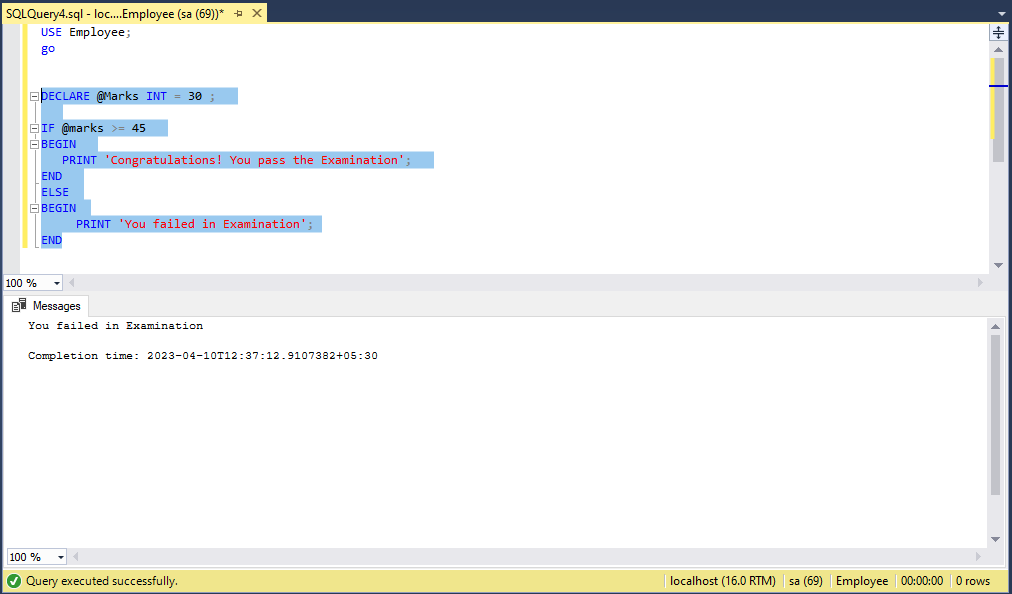 SQLQuery4.sql - loc....Employee (sa (69))*
USE Employee;
go
DECLARE @Marks INT = 30 ;
IF @marks >= 45
BEGIN
PRINT 'Congratulations! You pass the Examination';
END
ELSE
BEGIN
PRINT 'You failed in Examination';
END
100 %
Messages
You failed in Examination
Completion time: 2023-04-10T12:37:12.9107382+05:30
100 %
Query executed successfully. localhost (16.0 RTM) sa (69) Employee 00:00:00 0 rows